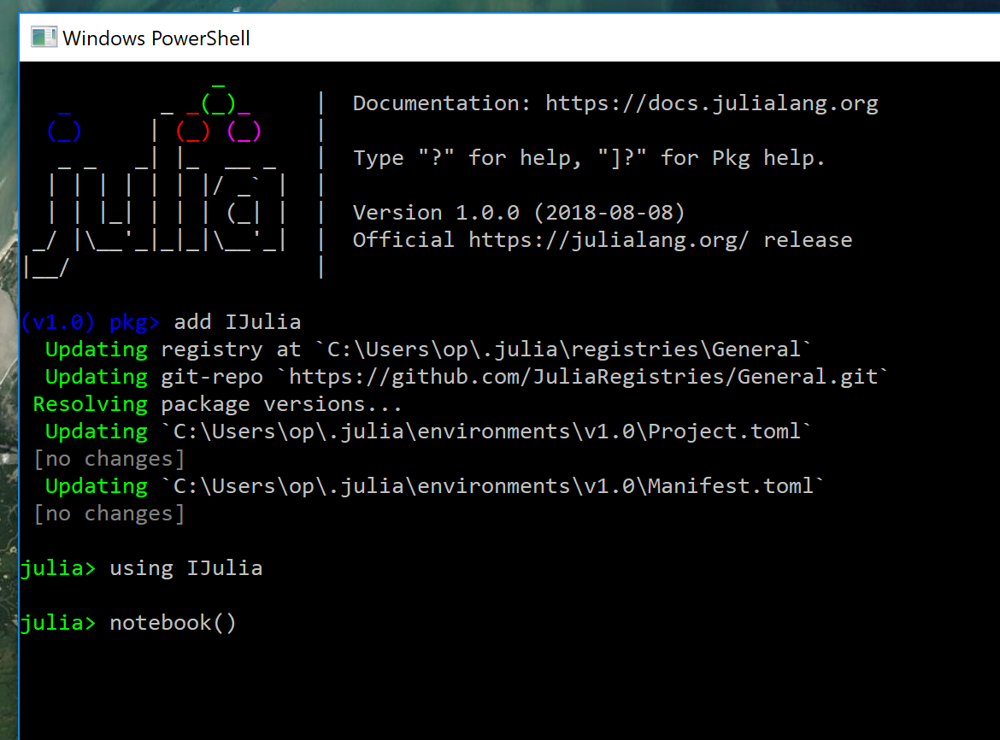 Windows PowerShell
Documentation: https://docs.julialang.org
Type "?" for help, "]?" for Pkg help.
Version 1.0.0 (2018-08-08)
Official https://julialang.org/ release
(v1.0) pkg> add IJulia
Updating registry at `C:\Users\op\.julia\registries\General`
Updating git-repo `https://github.com/JuliaRegistries/General.git`
Resolving package versions...
Updating `C:\Users\op\.julia\environments\v1.0\Project.toml`
[no changes]
Updating `C:\Users\op\.julia\environments\v1.0\Manifest.toml`
[no changes]
julia> using IJulia
julia> notebook()